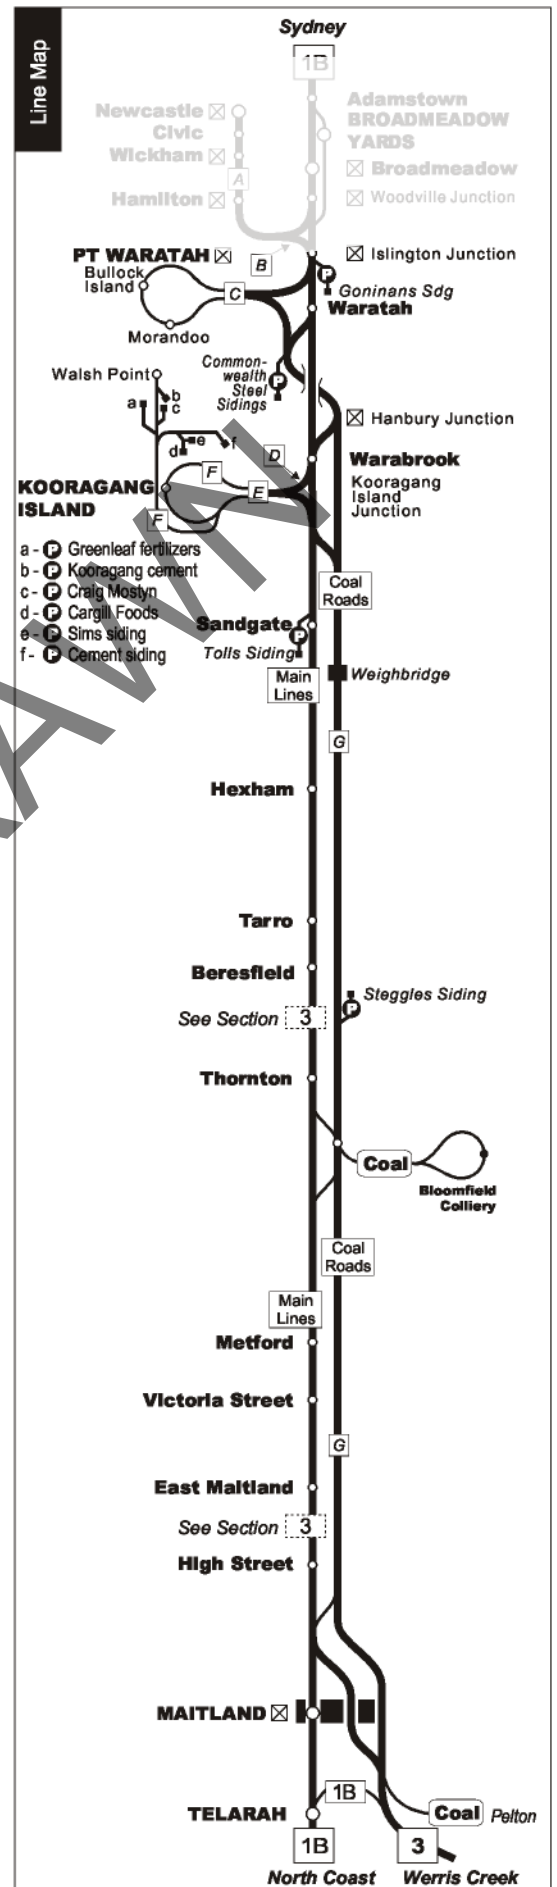 Line Map
Sydney
1B
Newcastle
Civic
Wickham
A
Hamilton
Adamstown
BROADMEADOW
YARDS
Broadmeadow
Woodville Junction
PT WARATAH
B
Islington Junction
Bullock
Island
C
P
Goninans Sdg
Waratah
Morandoo
Common-
wealth
Steel
Sidings
P
Walsh Point
a
b
c
d
e
f
Hanbury Junction
D
Warabrook
F
E
KOORAGANG
ISLAND
F
Kooragang
Island
Junction
a - P Greenleaf fertilizers
b - P Kooragang cement
c - P Craig Mostyn
d - P Cargill Foods
e - P Sims siding
f - P Cement siding
Coal
Roads
Sandgate
P
Tolls Siding
Main
Lines
Weighbridge
G
Hexham
Tarro
Beresfield
Steggles Siding
P
See Section 3
Thornton
Coal
Bloomfield
Colliery
Coal
Roads
Main
Lines
Metford
Victoria Street
G
East Maitland
See Section 3
High Street
MAITLAND
1B
TELARAH
Coal Pelton
1B
3
North Coast
Werris Creek